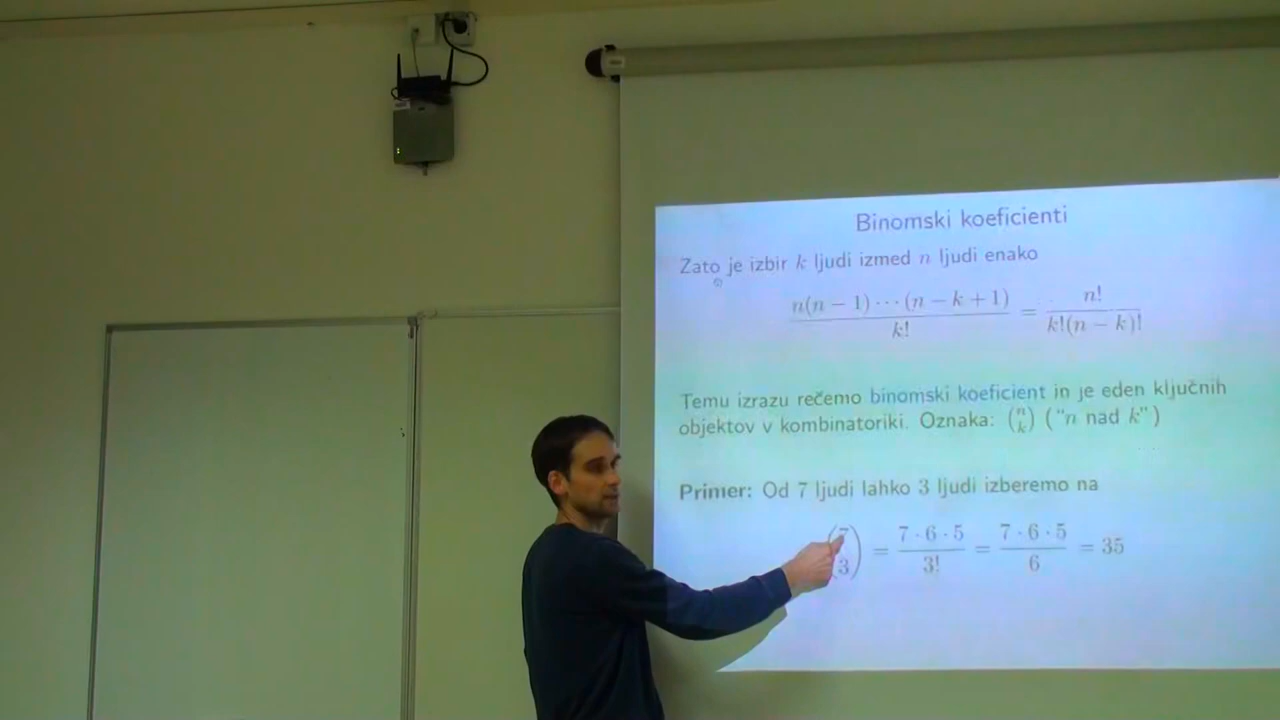 Binomski koeficienti
Zato je izbir k ljudi izmed n ljudi enako
n(n − 1) ⋯ (n − k + 1) / k! = n! / k!(n − k)!
Temu izrazu rečemo binomski koeficient in je eden ključnih
objektov v kombinatoriki. Oznaka: (n k) ("n nad k")
Primer: Od 7 ljudi lahko 3 ljudi izberemo na
(7 3) = 7 · 6 · 5 / 3! = 7 · 6 · 5 / 6 = 35